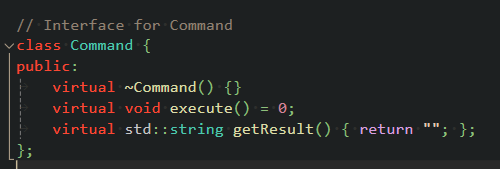 // Interface for Command
class Command {
public:
    virtual ~Command() {}
    virtual void execute() = 0;
    virtual std::string getResult() { return ""; };
};